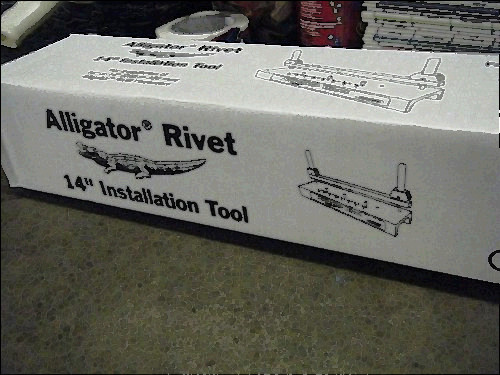 Alligator Rivet
14" Installation Tool
Alligator® Rivet
14" Installation Tool